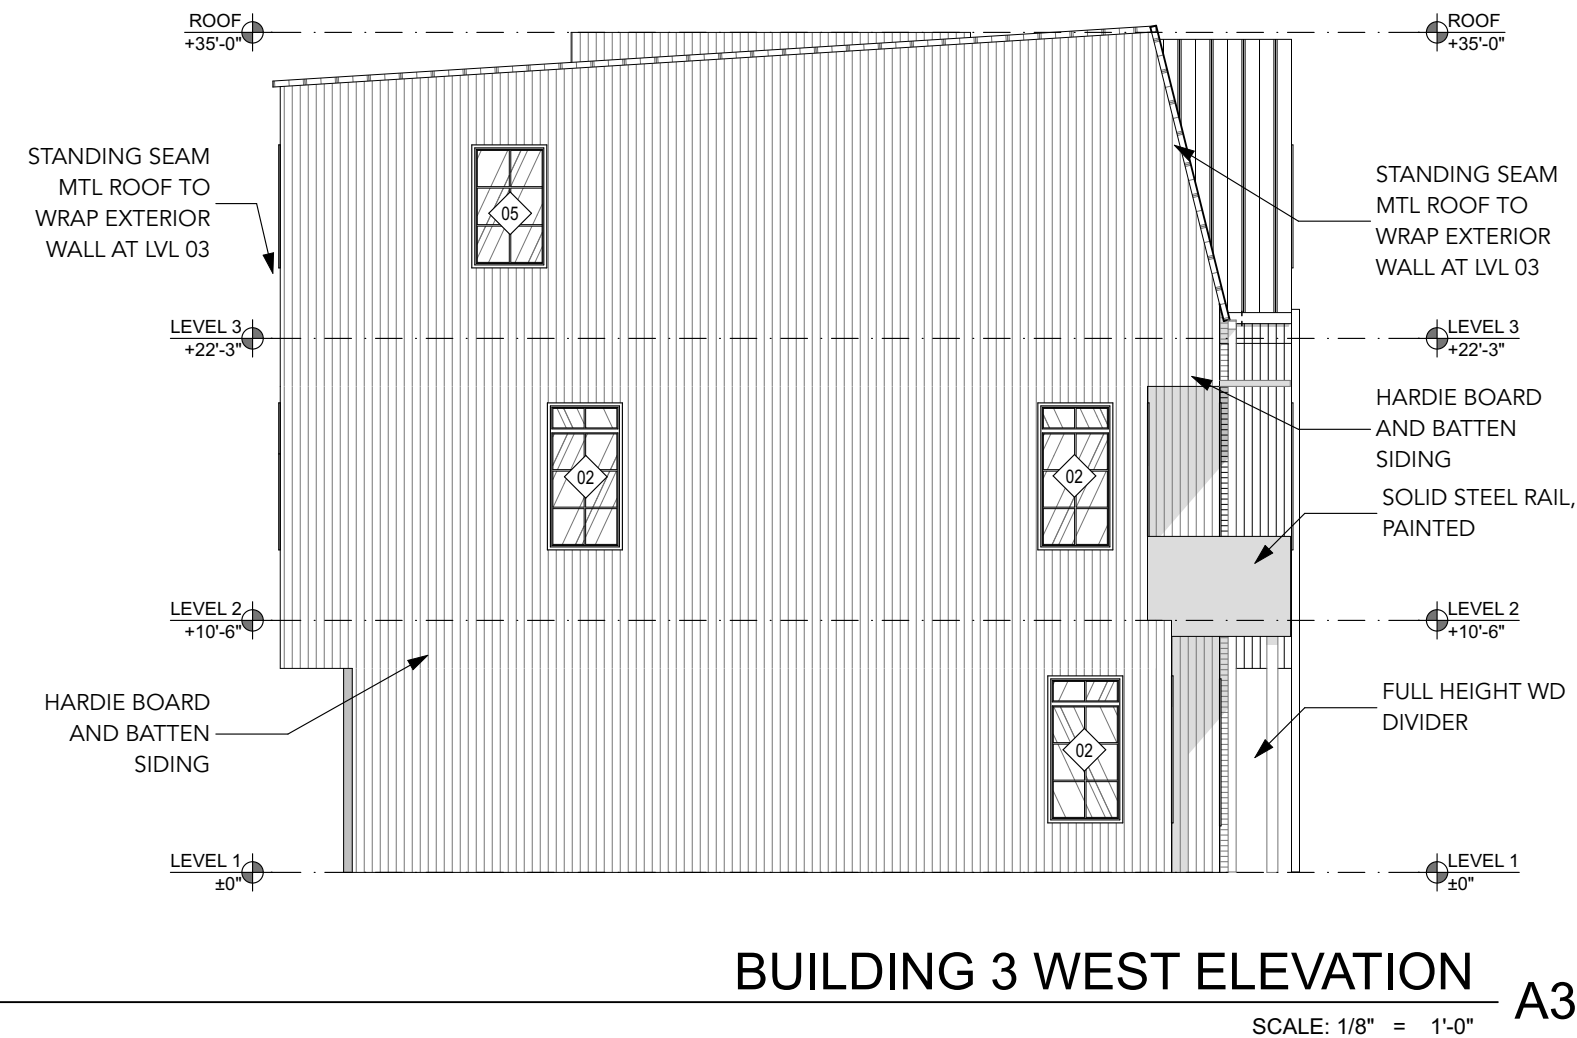 ROOF
+35'-0"
ROOF
+35'-0"
STANDING SEAM
MTL ROOF TO
WRAP EXTERIOR
WALL AT LVL 03
STANDING SEAM
MTL ROOF TO
WRAP EXTERIOR
WALL AT LVL 03
05
LEVEL 3
+22'-3"
LEVEL 3
+22'-3"
HARDIE BOARD
AND BATTEN
SIDING
02
02
SOLID STEEL RAIL,
PAINTED
LEVEL 2
+10'-6"
LEVEL 2
+10'-6"
HARDIE BOARD
AND BATTEN
SIDING
FULL HEIGHT WD
DIVIDER
02
LEVEL 1
±0"
LEVEL 1
±0"
BUILDING 3 WEST ELEVATION
A3
SCALE: 1/8" = 1'-0"